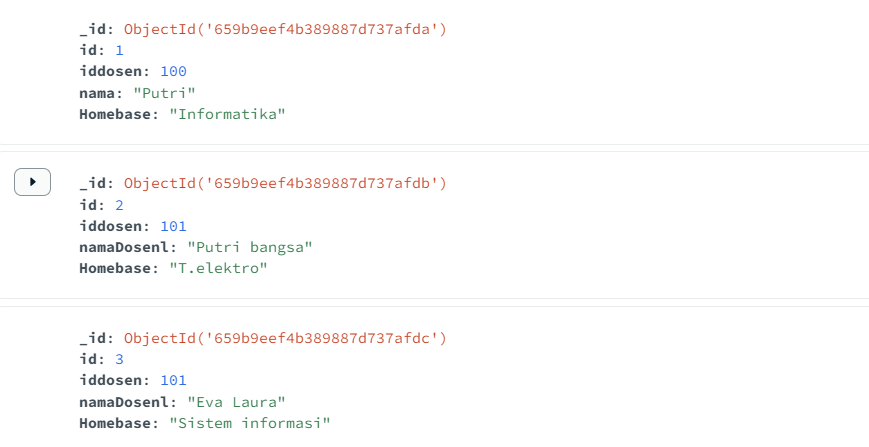 _id: ObjectId('659b9eef4b389887d737afda')
id: 1
iddosen: 100
nama: "Putri"
Homebase: "Informatika"
_id: ObjectId('659b9eef4b389887d737afdb')
id: 2
iddosen: 101
namaDosenl: "Putri bangsa"
Homebase: "T.elektro"
_id: ObjectId('659b9eef4b389887d737afdc')
id: 3
iddosen: 101
namaDosenl: "Eva Laura"
Homebase: "Sistem informasi"